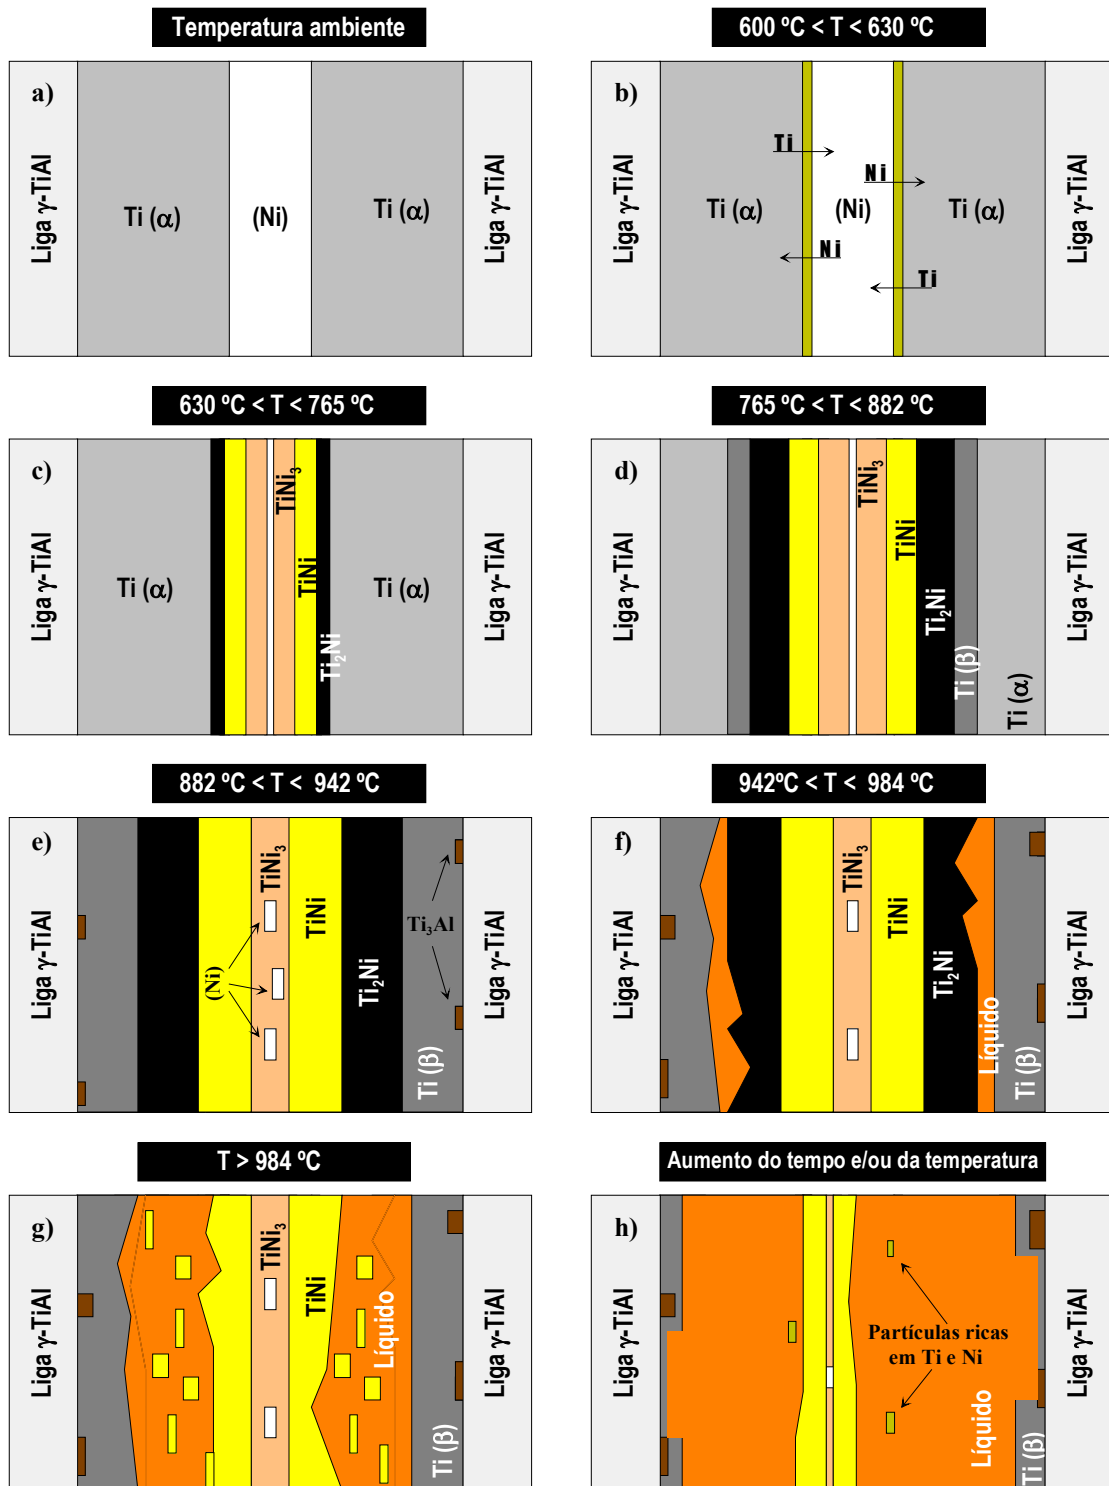 Temperatura ambiente
600 ºC < T < 630 ºC
a)
Liga γ-TiAl
Ti (α)
(Ni)
Ti (α)
Liga γ-TiAl
b)
Liga γ-TiAl
Ti (α)
Ti
Ni
(Ni)
Ni
Ti
Ti (α)
Liga γ-TiAl
630 ºC < T < 765 ºC
765 ºC < T < 882 ºC
c)
Liga γ-TiAl
Ti (α)
TiNi₃
TiNi
Ti₂Ni
Ti (α)
Liga γ-TiAl
d)
Liga γ-TiAl
TiNi₃
TiNi
Ti₂Ni
Ti (β)
Ti (α)
Liga γ-TiAl
882 ºC < T < 942 ºC
942ºC < T < 984 ºC
e)
Liga γ-TiAl
(Ni)
TiNi₃
TiNi
Ti₂Ni
Ti₃Al
Ti (β)
Liga γ-TiAl
f)
Liga γ-TiAl
TiNi₃
TiNi
Ti₂Ni
Líquido
Ti (β)
Liga γ-TiAl
T > 984 ºC
Aumento do tempo e/ou da temperatura
g)
Liga γ-TiAl
TiNi₃
TiNi
Líquido
Ti (β)
Liga γ-TiAl
h)
Liga γ-TiAl
Partículas ricas
em Ti e Ni
Líquido
Ti (β)
Liga γ-TiAl